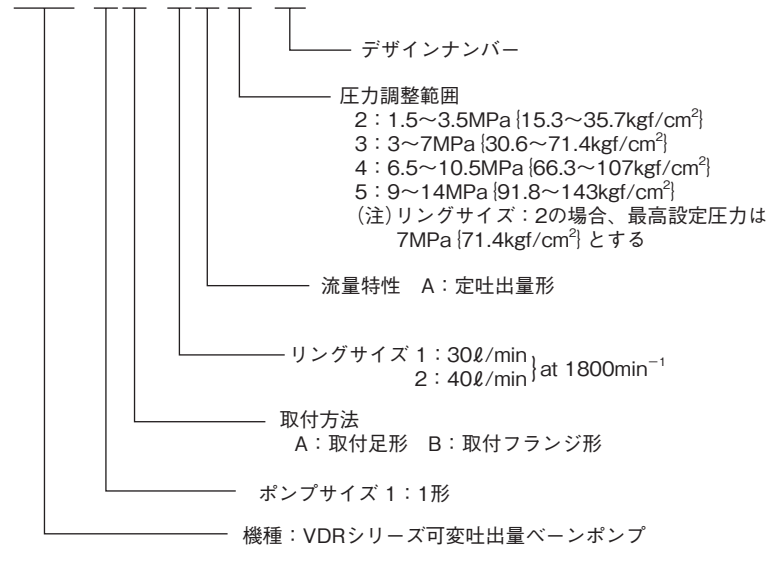 デザインナンバー
圧力調整範囲
2：1.5～3.5MPa {15.3～35.7kgf/cm²}
3：3～7MPa {30.6～71.4kgf/cm²}
4：6.5～10.5MPa {66.3～107kgf/cm²}
5：9～14MPa {91.8～143kgf/cm²}
（注）リングサイズ：2の場合、最高設定圧力は
7MPa {71.4kgf/cm²} とする
流量特性　A：定吐出量形
リングサイズ 1：30ℓ/min
2：40ℓ/min } at 1800min⁻¹
取付方法
A：取付足形　B：取付フランジ形
ポンプサイズ 1：1形
機種：VDRシリーズ可変吐出量ベーンポンプ